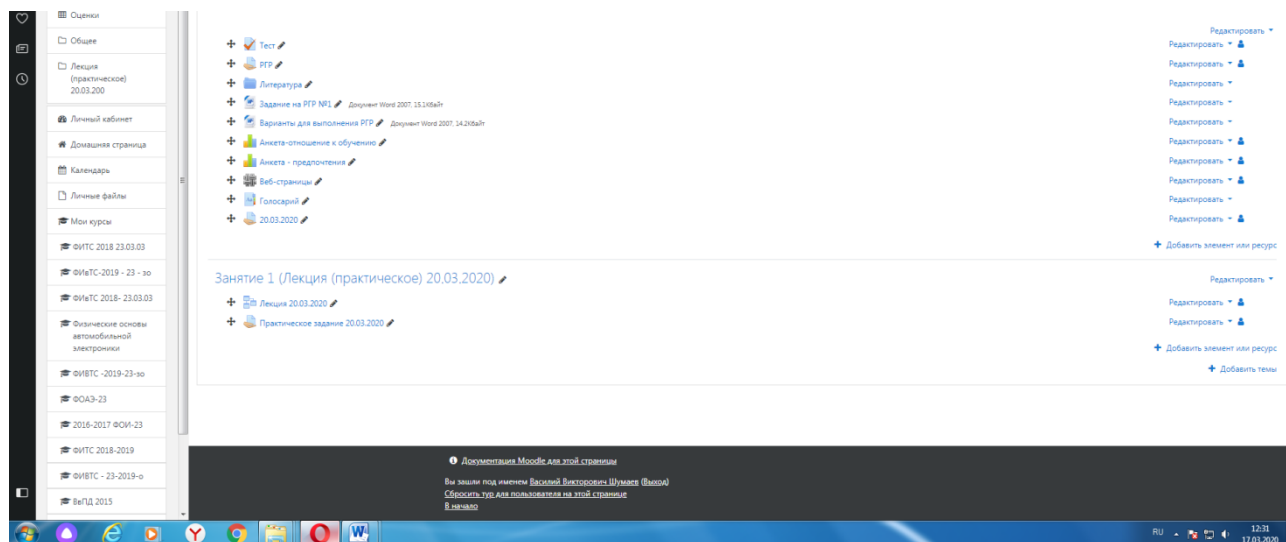 Оценки
Общее
Лекция
(практическое)
20.03.200
Личный кабинет
Домашняя страница
Календарь
Личные файлы
Мои курсы
ФИТС 2018 23.03.03
ФИвТС-2019 - 23 - зо
ФИвТС 2018- 23.03.03
Физические основы
автомобильной
электроники
ФИВТС -2019-23-зо
ФОАЭ-23
2016-2017 ФОИ-23
ФИТС 2018-2019
ФИВТС - 23-2019-о
ВеПД 2015
Редактировать
Тест Редактировать
РГР Редактировать
Литература Редактировать
Задание на РГР №1 Документ Word 2007, 15.1Кбайт Редактировать
Варианты для выполнения РГР Документ Word 2007, 14.2Кбайт Редактировать
Анкета-отношение к обучению Редактировать
Анкета - предпочтения Редактировать
Веб-страницы Редактировать
Голосарий Редактировать
20.03.2020 Редактировать
Добавить элемент или ресурс
Занятие 1 (Лекция (практическое) 20.03.2020) Редактировать
Лекция 20.03.2020 Редактировать
Практическое задание 20.03.2020 Редактировать
Добавить элемент или ресурс
Добавить темы
Документация Moodle для этой страницы
Вы зашли под именем Василий Викторович Шумаев (Выход)
Сбросить тур для пользователя на этой странице
В начало
RU 12:31
17.03.2020